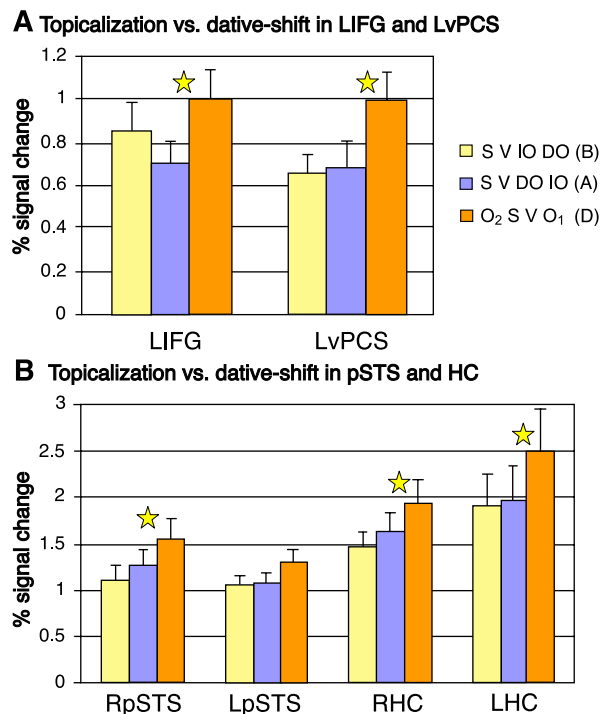 A Topicalization vs. dative-shift in LIFG and LvPCS
% signal change
1.2
1
0.8
0.6
0.4
0.2
0
LIFG LvPCS
S V IO DO (B)
S V DO IO (A)
O₂ S V O₁ (D)
B Topicalization vs. dative-shift in pSTS and HC
% signal change
3
2.5
2
1.5
1
0.5
0
RpSTS LpSTS RHC LHC